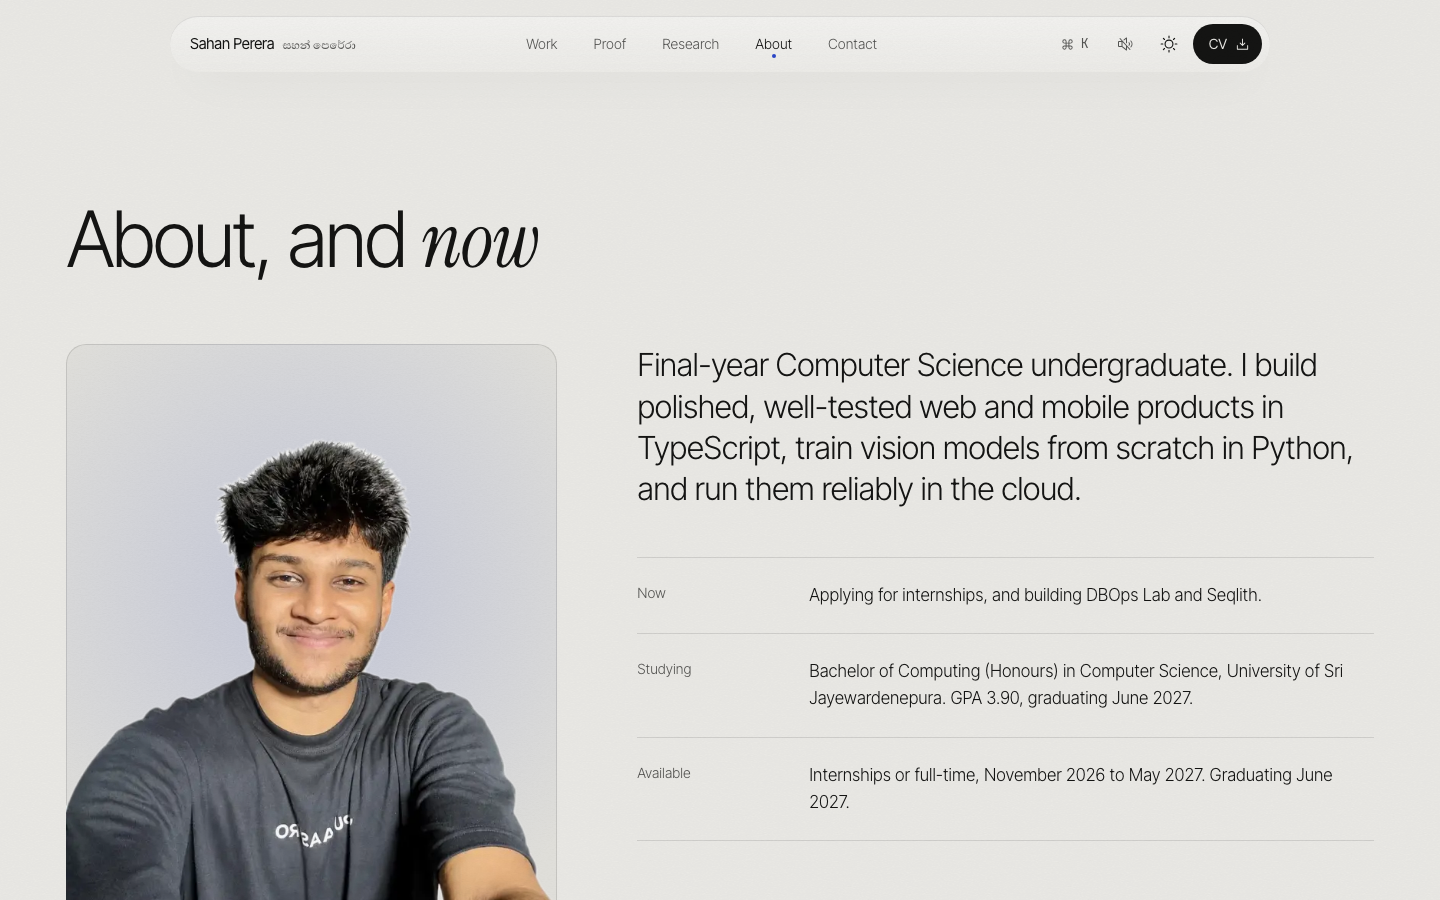 Sahan Perera සහන් පෙරේරා
Work
Proof
Research
About
Contact
⌘ K
CV
About, and now
Final-year Computer Science undergraduate. I build
polished, well-tested web and mobile products in
TypeScript, train vision models from scratch in Python,
and run them reliably in the cloud.
Now
Applying for internships, and building DBOps Lab and Seqlith.
Studying
Bachelor of Computing (Honours) in Computer Science, University of Sri
Jayewardenepura. GPA 3.90, graduating June 2027.
Available
Internships or full-time, November 2026 to May 2027. Graduating June
2027.